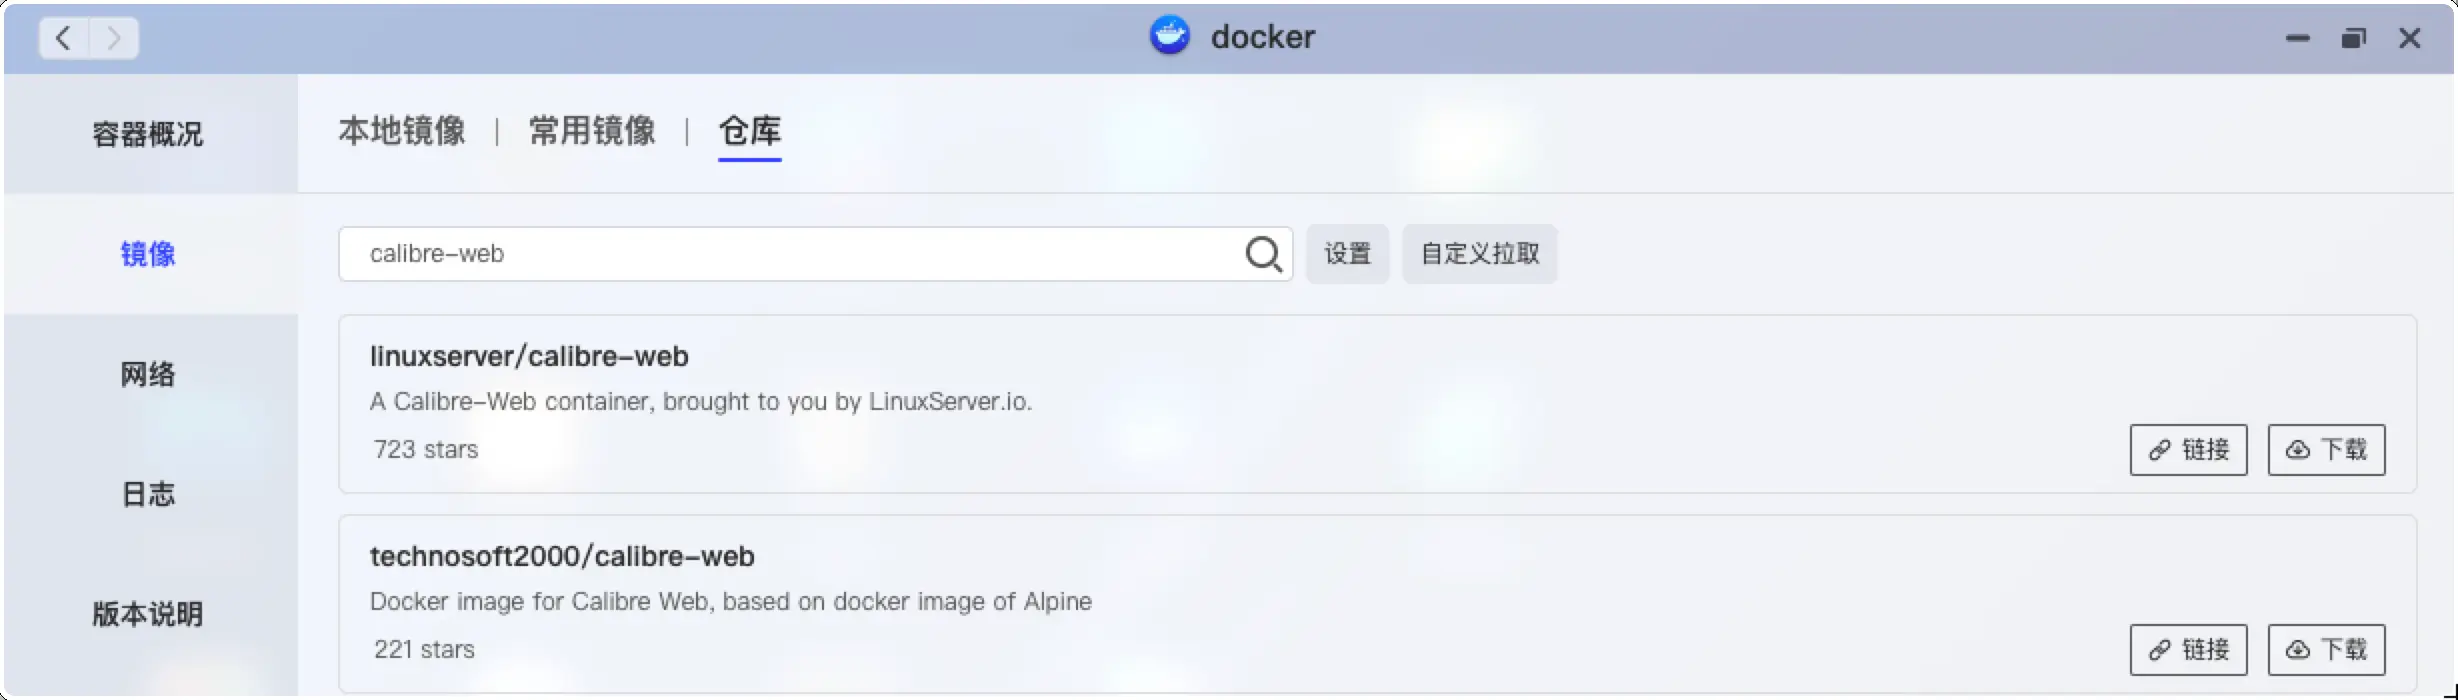 docker
容器概况
本地镜像 | 常用镜像 | 仓库
镜像
calibre-web
设置
自定义拉取
linuxserver/calibre-web
A Calibre-Web container, brought to you by LinuxServer.io.
723 stars
链接
下载
网络
日志
technosoft2000/calibre-web
Docker image for Calibre Web, based on docker image of Alpine
221 stars
链接
下载
版本说明